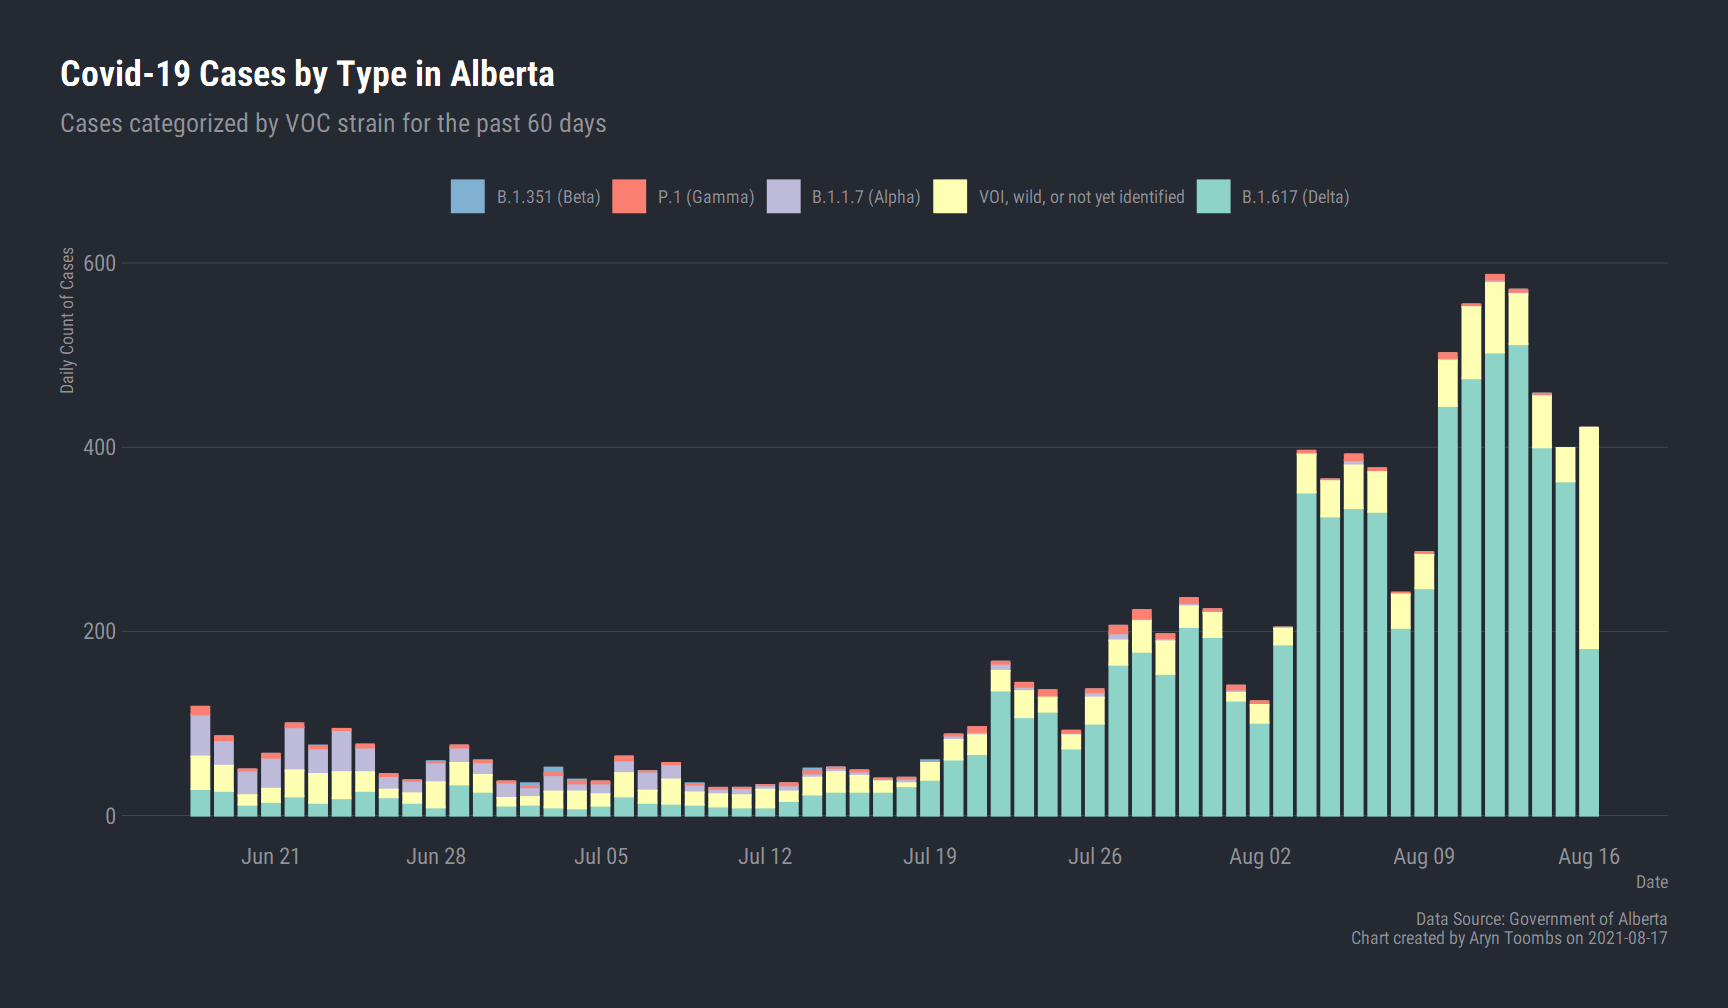 Covid-19 Cases by Type in Alberta
Cases categorized by VOC strain for the past 60 days
B.1.351 (Beta) P.1 (Gamma) B.1.1.7 (Alpha) VOI, wild, or not yet identified B.1.617 (Delta)
Daily Count of Cases
600
400
200
0
Jun 21 Jun 28 Jul 05 Jul 12 Jul 19 Jul 26 Aug 02 Aug 09 Aug 16
Date
Data Source: Government of Alberta
Chart created by Aryn Toombs on 2021-08-17